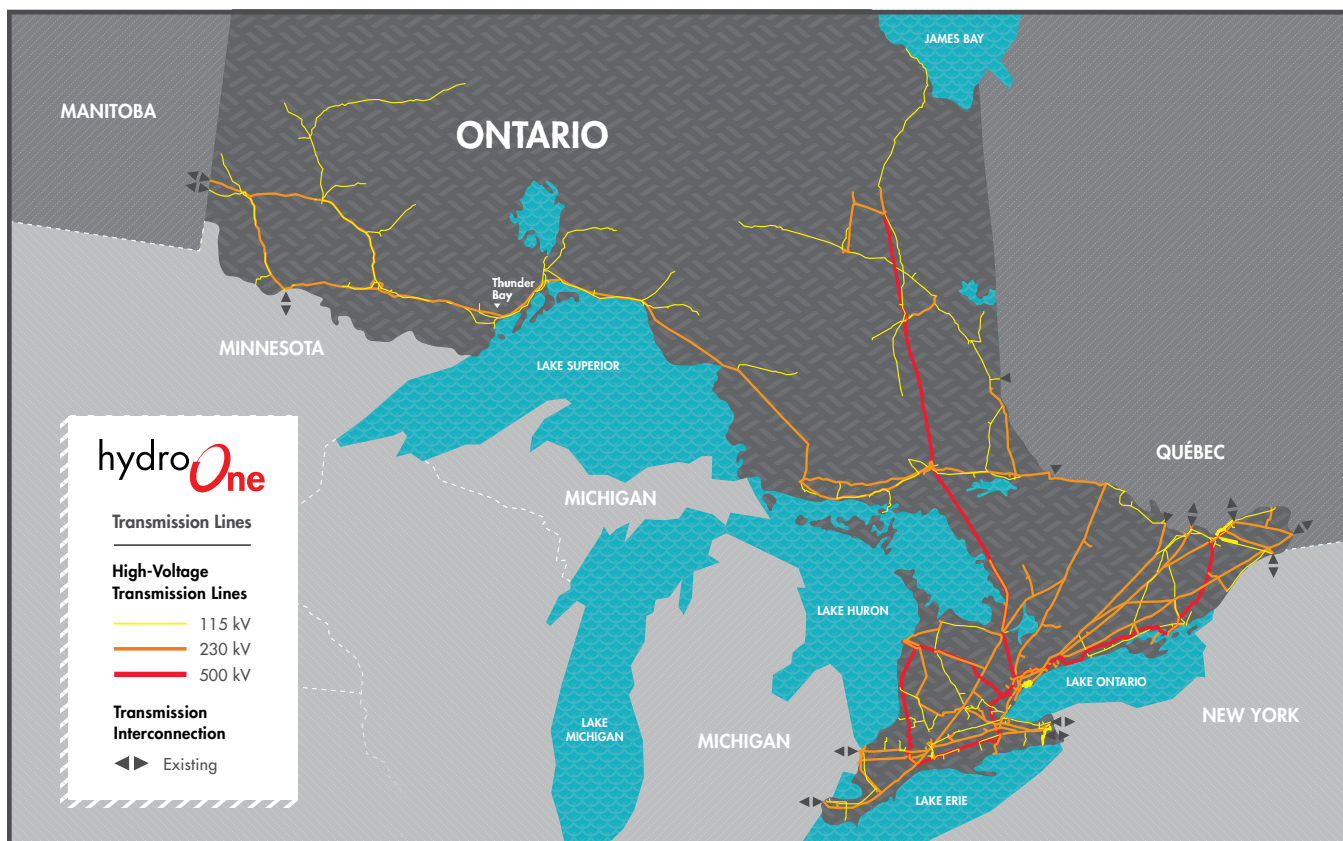 JAMES BAY
MANITOBA
ONTARIO
Thunder
Bay
MINNESOTA
LAKE SUPERIOR
QUÉBEC
MICHIGAN
LAKE HURON
LAKE ONTARIO
NEW YORK
LAKE
MICHIGAN
MICHIGAN
LAKE ERIE
hydroOne
Transmission Lines
High-Voltage
Transmission Lines
115 kV
230 kV
500 kV
Transmission
Interconnection
Existing